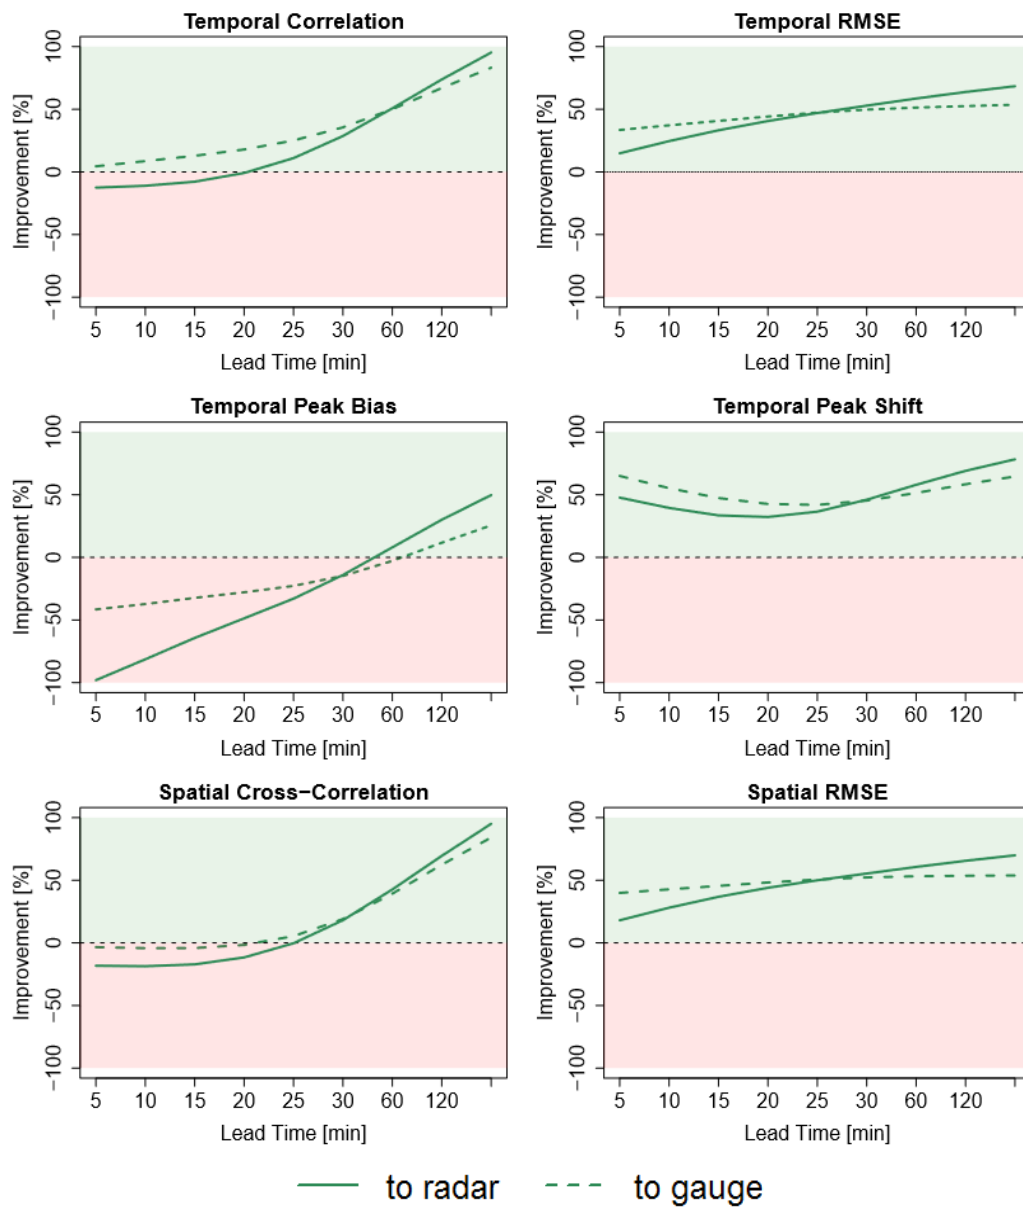 Temporal Correlation
Improvement [%]
100
50
0
−50
−100
5 10 15 20 25 30 60 120
Lead Time [min]
Temporal RMSE
Improvement [%]
100
50
0
−50
−100
5 10 15 20 25 30 60 120
Lead Time [min]
Temporal Peak Bias
Improvement [%]
100
50
0
−50
−100
5 10 15 20 25 30 60 120
Lead Time [min]
Temporal Peak Shift
Improvement [%]
100
50
0
−50
−100
5 10 15 20 25 30 60 120
Lead Time [min]
Spatial Cross−Correlation
Improvement [%]
100
50
0
−50
−100
5 10 15 20 25 30 60 120
Lead Time [min]
Spatial RMSE
Improvement [%]
100
50
0
−50
−100
5 10 15 20 25 30 60 120
Lead Time [min]
to radar to gauge